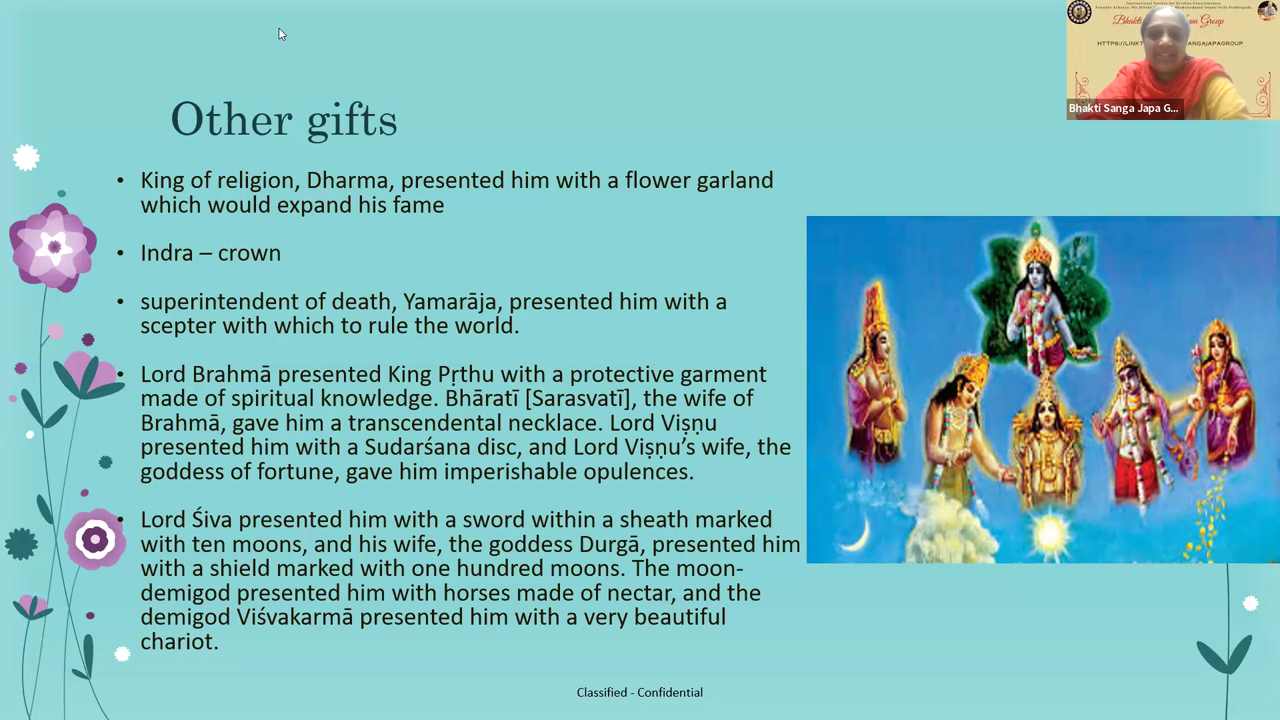 Other gifts
• King of religion, Dharma, presented him with a flower garland
which would expand his fame
• Indra – crown
• superintendent of death, Yamarāja, presented him with a
scepter with which to rule the world.
• Lord Brahmā presented King Pṛthu with a protective garment
made of spiritual knowledge. Bhāratī [Sarasvatī], the wife of
Brahmā, gave him a transcendental necklace. Lord Viṣṇu
presented him with a Sudarśana disc, and Lord Viṣṇu’s wife, the
goddess of fortune, gave him imperishable opulences.
• Lord Śiva presented him with a sword within a sheath marked
with ten moons, and his wife, the goddess Durgā, presented him
with a shield marked with one hundred moons. The moon-
demigod presented him with horses made of nectar, and the
demigod Viśvakarmā presented him with a very beautiful
chariot.
Classified - Confidential
Bhakti Group
HTTPS://LINKT ANGAJAPAGROUP
Bhakti Sanga Japa G...